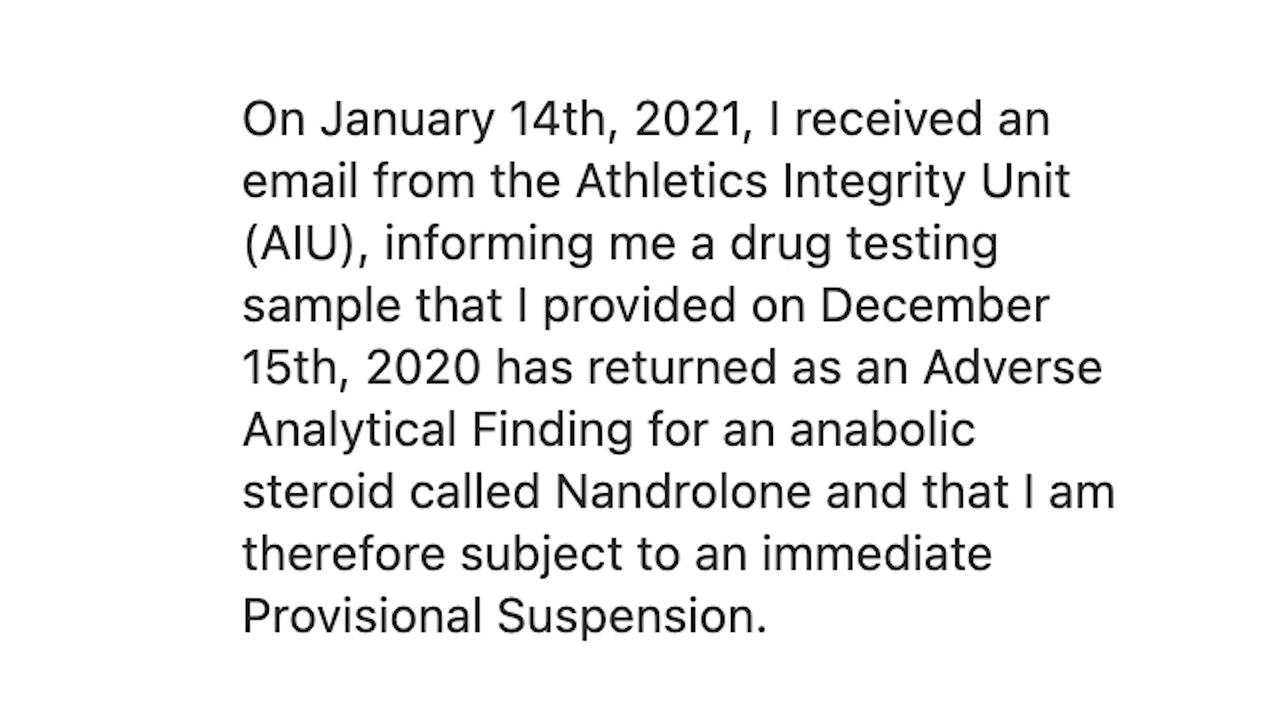 On January 14th, 2021, I received an
email from the Athletics Integrity Unit
(AIU), informing me a drug testing
sample that I provided on December
15th, 2020 has returned as an Adverse
Analytical Finding for an anabolic
steroid called Nandrolone and that I am
therefore subject to an immediate
Provisional Suspension.